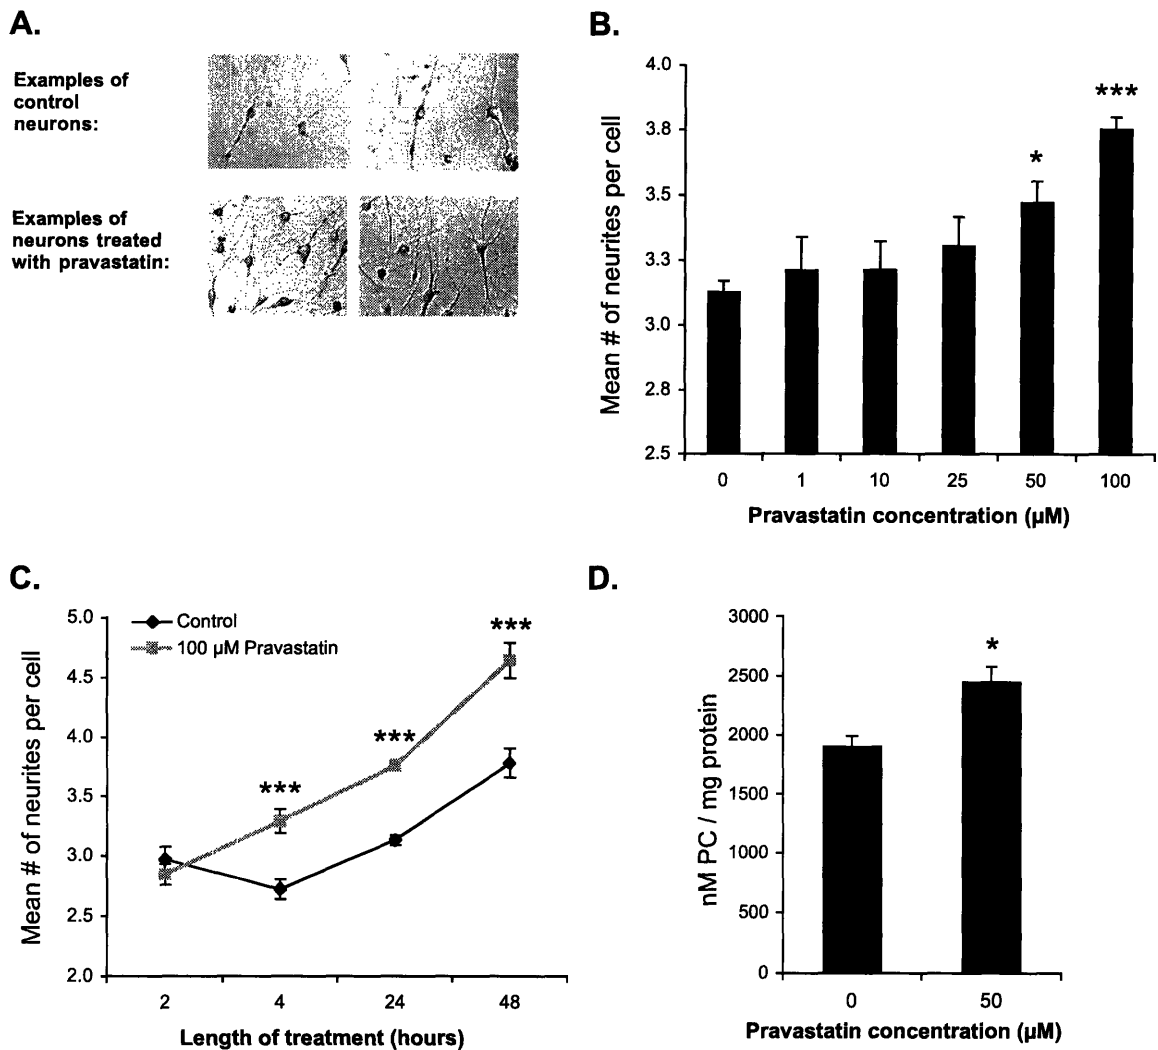 A.
Examples of
control
neurons:
Examples of
neurons treated
with pravastatin:
B.
Mean # of neurites per cell
4.0
3.8
3.5
3.3
3.0
2.8
2.5
*
***
0 1 10 25 50 100
Pravastatin concentration (µM)
C.
Mean # of neurites per cell
5.0
4.5
4.0
3.5
3.0
2.5
2.0
Control
100 µM Pravastatin
***
***
***
2 4 24 48
Length of treatment (hours)
D.
nM PC / mg protein
3000
2500
2000
1500
1000
500
0
*
0 50
Pravastatin concentration (µM)